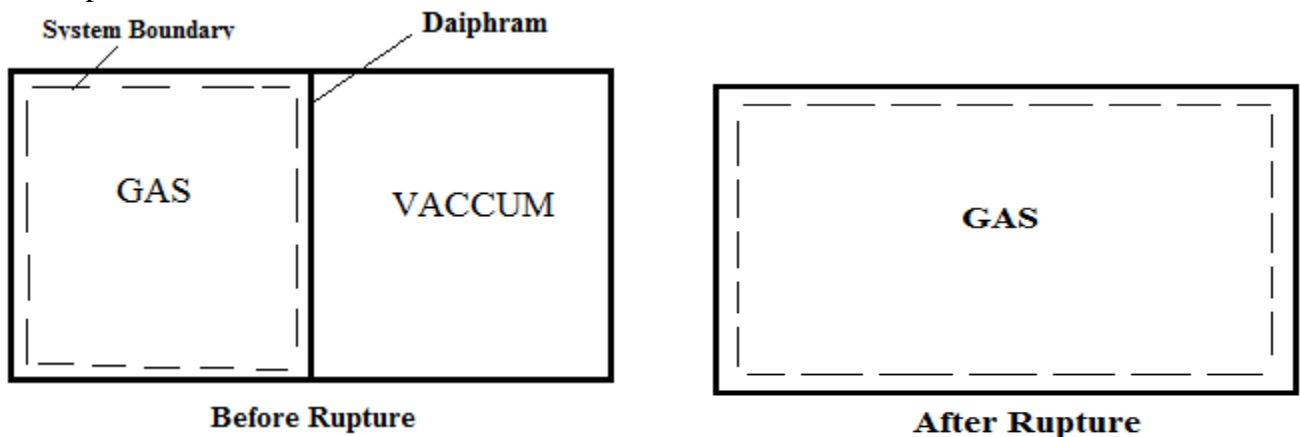 System Boundary
Daiphram
GAS
VACCUM
GAS
Before Rupture
After Rupture